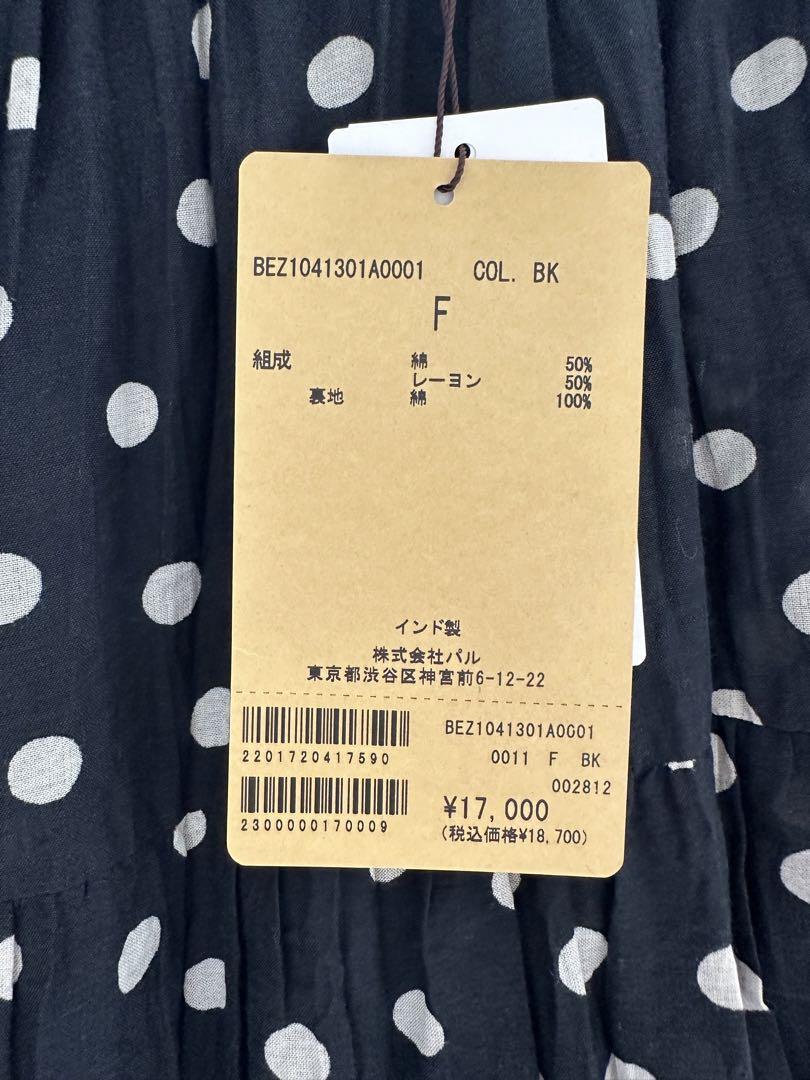 BEZ1041301A0001 COL. BK
F
組成 綿 50%
レーヨン 50%
裏地 綿 100%
インド製
株式会社パル
東京都渋谷区神宮前6-12-22
2201720417590
BEZ1041301A0001
0011 F BK
002812
2300000170009
¥17,000
(税込価格¥18,700)